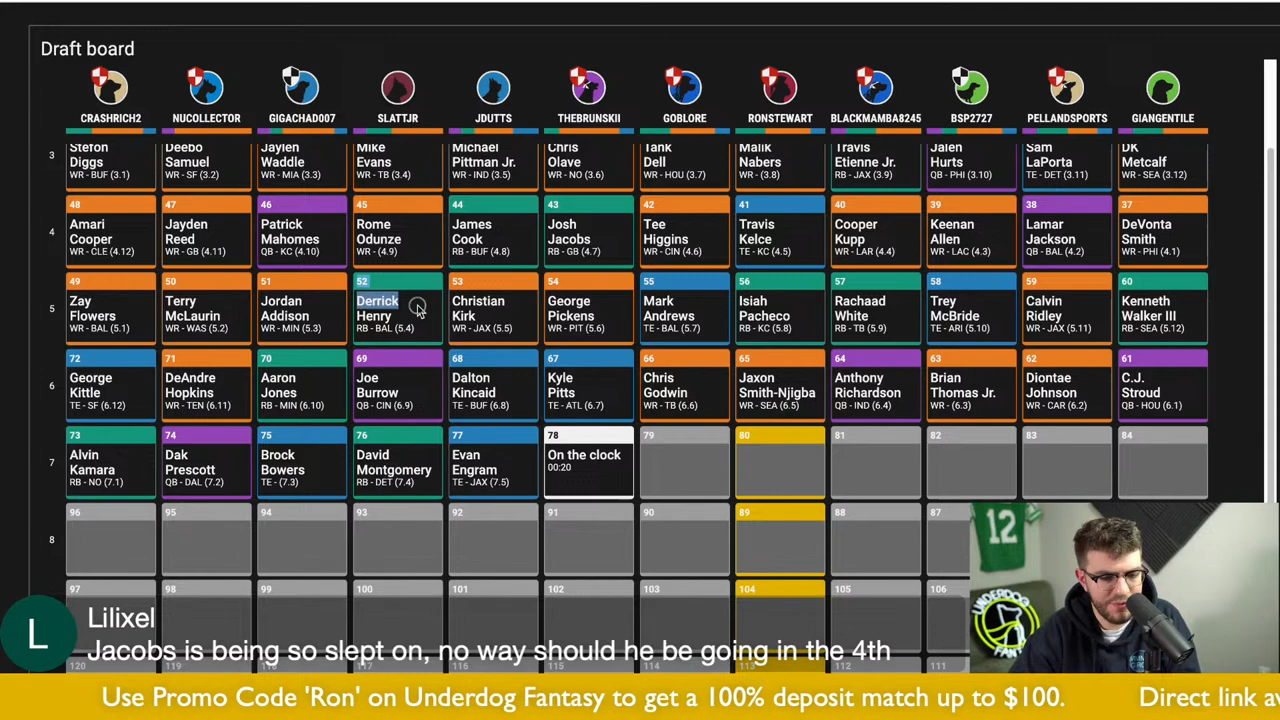 Draft board
CRASHRICH2 NUCOLLECTOR GIGACHAD007 SLATTJR JDUTTS THEBRUNSKII GOBLORE RONSTEWART BLACKMAMBA8245 BSP2727 PELLANDSPORTS GIANGENTILE
3
Stefon Deebo Jaylen Mike Michael Chris Tank Malik Travis Jalen Sam DK
Diggs Samuel Waddle Evans Pittman Jr. Olave Dell Nabers Etienne Jr. Hurts LaPorta Metcalf
WR - BUF (3.1) WR - SF (3.2) WR - MIA (3.3) WR - TB (3.4) WR - IND (3.5) WR - NO (3.6) WR - HOU (3.7) WR - (3.8) RB - JAX (3.9) QB - PHI (3.10) TE - DET (3.11) WR - SEA (3.12)
48 47 46 45 44 43 42 41 40 39 38 37
4
Amari Jayden Patrick Rome James Josh Tee Travis Cooper Keenan Lamar DeVonta
Cooper Reed Mahomes Odunze Cook Jacobs Higgins Kelce Kupp Allen Jackson Smith
WR - CLE (4.12) WR - GB (4.11) QB - KC (4.10) WR - (4.9) RB - BUF (4.8) RB - GB (4.7) WR - CIN (4.6) TE - KC (4.5) WR - LAR (4.4) WR - LAC (4.3) QB - BAL (4.2) WR - PHI (4.1)
49 50 51 52 53 54 55 56 57 58 59 60
5
Zay Terry Jordan Derrick Christian George Mark Isiah Rachaad Trey Calvin Kenneth
Flowers McLaurin Addison Henry Kirk Pickens Andrews Pacheco White McBride Ridley Walker III
WR - BAL (5.1) WR - WAS (5.2) WR - MIN (5.3) RB - BAL (5.4) WR - JAX (5.5) WR - PIT (5.6) TE - BAL (5.7) RB - KC (5.8) RB - TB (5.9) TE - ARI (5.10) WR - JAX (5.11) RB - SEA (5.12)
72 71 70 69 68 67 66 65 64 63 62 61
6
George DeAndre Aaron Joe Dalton Kyle Chris Jaxon Anthony Brian Diontae C.J.
Kittle Hopkins Jones Burrow Kincaid Pitts Godwin Smith-Njigba Richardson Thomas Jr. Johnson Stroud
TE - SF (6.12) WR - TEN (6.11) RB - MIN (6.10) QB - CIN (6.9) TE - BUF (6.8) TE - ATL (6.7) WR - TB (6.6) WR - SEA (6.5) QB - IND (6.4) WR - (6.3) WR - CAR (6.2) QB - HOU (6.1)
73 74 75 76 77 78 79 80 81 82 83 84
7
Alvin Dak Brock David Evan On the clock
Kamara Prescott Bowers Montgomery Engram 00:20
RB - NO (7.1) QB - DAL (7.2) TE - (7.3) RB - DET (7.4) TE - JAX (7.5)
96 95 94 93 92 91 90 89 88 87
8
97 98 99 100 101 102 103 104 105 106
12
UNDERDOG
L
Lilixel
Jacobs is being so slept on, no way should he be going in the 4th
Use Promo Code 'Ron' on Underdog Fantasy to get a 100% deposit match up to $100. Direct link av